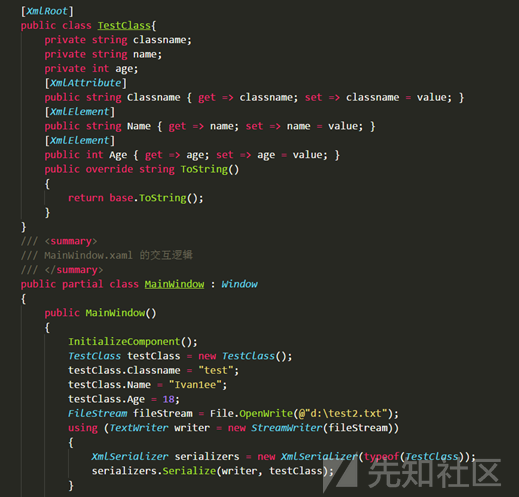 [XmlRoot]
public class TestClass{
    private string classname;
    private string name;
    private int age;
    [XmlAttribute]
    public string Classname { get => classname; set => classname = value; }
    [XmlElement]
    public string Name { get => name; set => name = value; }
    [XmlElement]
    public int Age { get => age; set => age = value; }
    public override string ToString()
    {
        return base.ToString();
    }
}
/// <summary>
/// MainWindow.xaml 的交互逻辑
/// </summary>
public partial class MainWindow : Window
{
    public MainWindow()
    {
        InitializeComponent();
        TestClass testClass = new TestClass();
        testClass.Classname = "test";
        testClass.Name = "Ivan1ee";
        testClass.Age = 18;
        FileStream fileStream = File.OpenWrite(@"d:\test2.txt");
        using (TextWriter writer = new StreamWriter(fileStream))
        {
            XmlSerializer serializers = new XmlSerializer(typeof(TestClass));
            serializers.Serialize(writer, testClass);
        }
先知社区